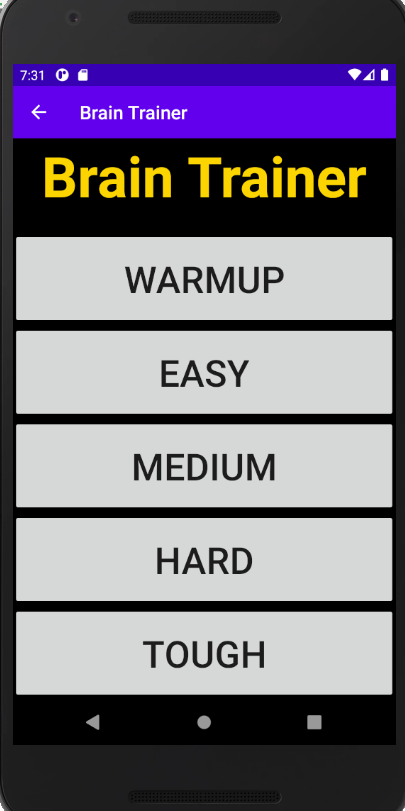 7:31
Brain Trainer
Brain Trainer
WARMUP
EASY
MEDIUM
HARD
TOUGH